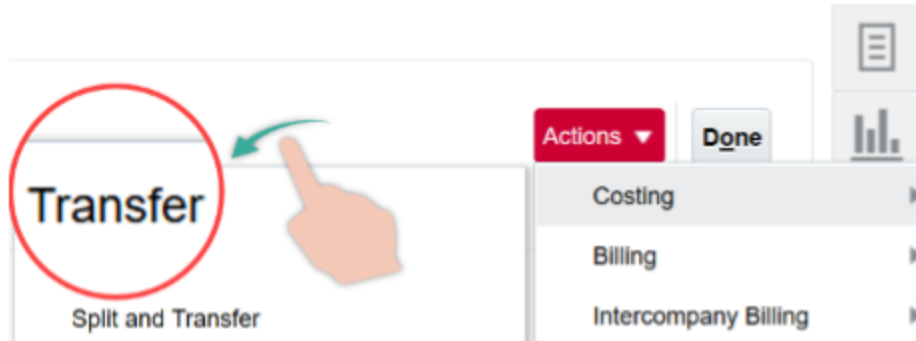 Actions
Done
Transfer
Costing
Billing
Split and Transfer
Intercompany Billing